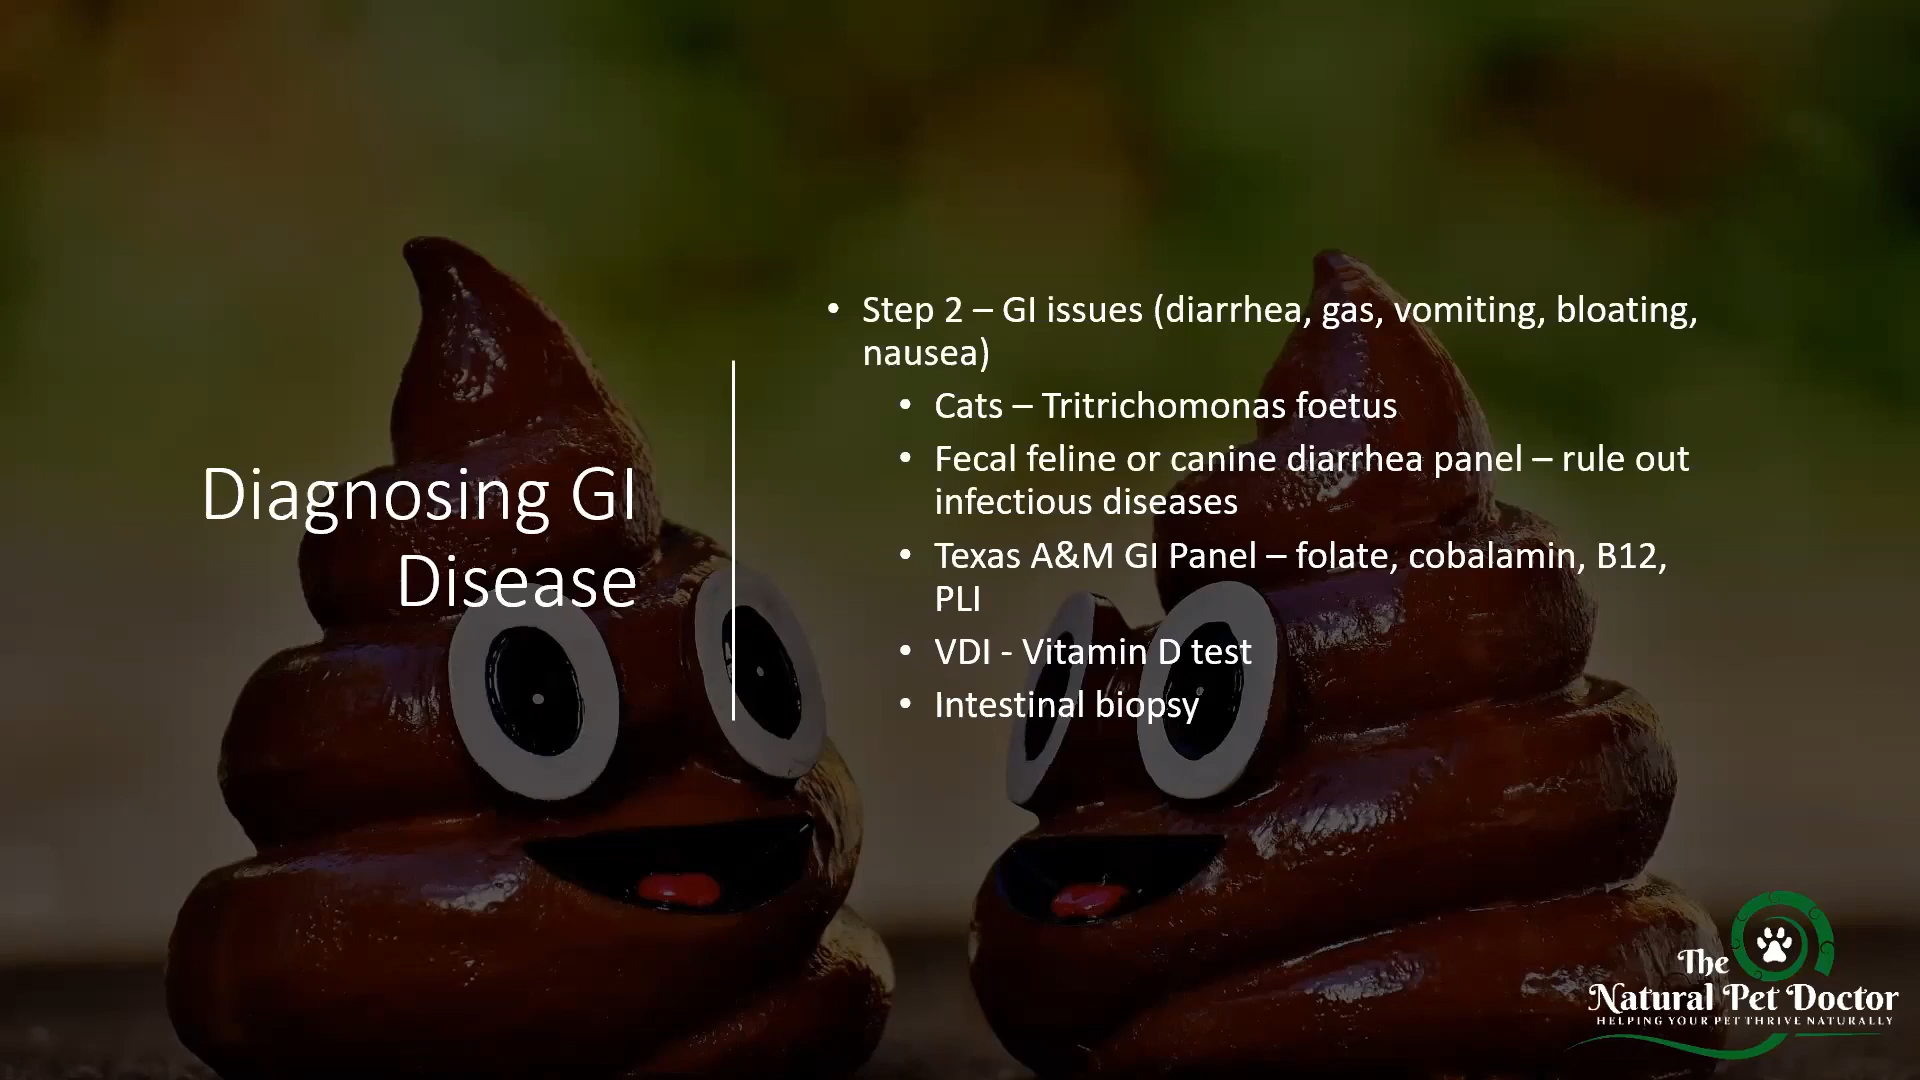 Diagnosing GI
Disease
• Step 2 – GI issues (diarrhea, gas, vomiting, bloating,
nausea)
• Cats – Tritrichomonas foetus
• Fecal feline or canine diarrhea panel – rule out
infectious diseases
• Texas A&M GI Panel – folate, cobalamin, B12,
PLI
• VDI - Vitamin D test
• Intestinal biopsy
The
Natural Pet Doctor
HELPING YOUR PET THRIVE NATURALLY